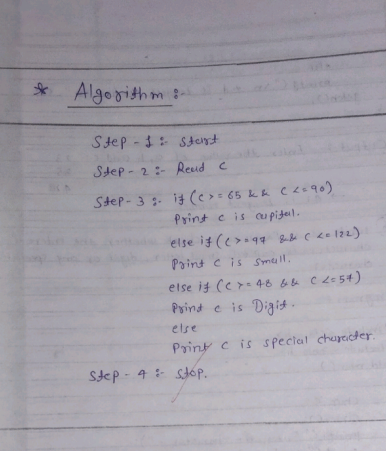 * Algorithm :-
Step - 1 :- Start
Step - 2 :- Read c
Step - 3 :- if (c >= 65 && c <= 90)
Print c is capital.
else if (c >= 97 && c <= 122)
Print c is small.
else if (c >= 48 && c <= 57)
Print c is Digit.
else
Print c is special character.
Step - 4 :- Stop.